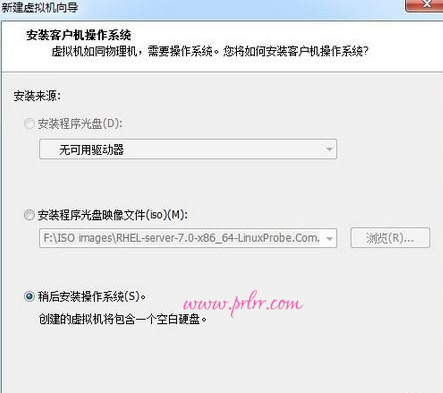 新建虚拟机向导
安装客户机操作系统
虚拟机如同物理机，需要操作系统。您将如何安装客户机操作系统?
安装来源:
安装程序光盘(D):
无可用驱动器
安装程序光盘映像文件(iso)(M):
F:\ISO images\RHEL-server-7.0-x86_64-LinuxProbe.Com.
浏览(R)...
稍后安装操作系统(S)。
www.prlrr.com
创建的虚拟机将包含一个空白硬盘。